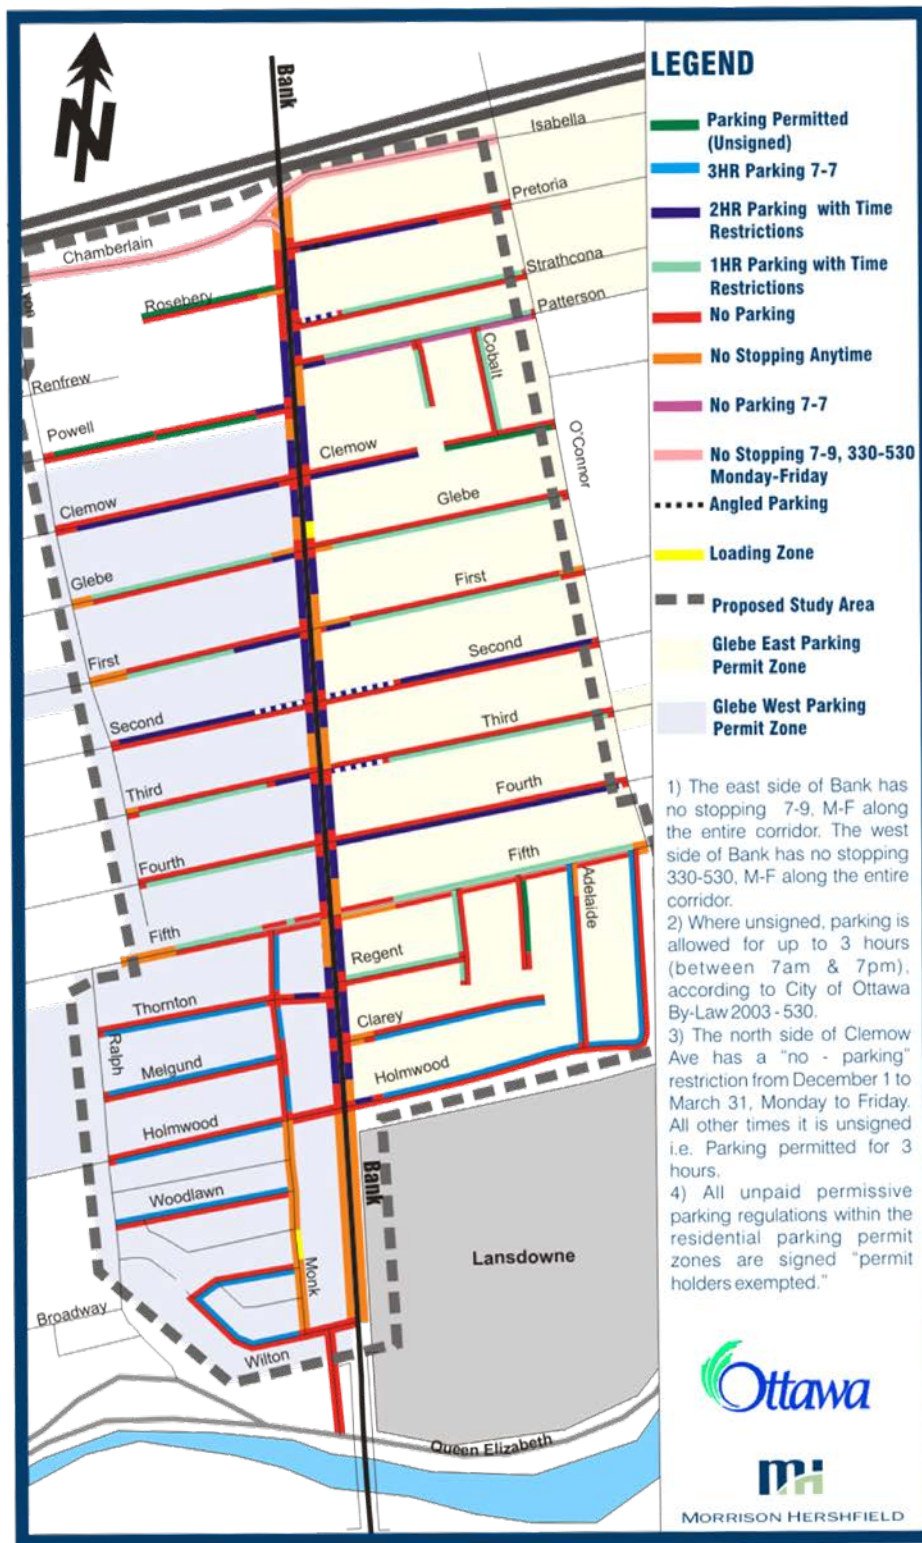 N
Bank
Isabella
Pretoria
Chamberlain
Strathcona
Rosebery
Patterson
Cobalt
Renfrew
Powell
O'Connor
Clemow
Clemow
Glebe
Glebe
First
First
Second
Second
Third
Third
Fourth
Fourth
Fifth
Adelaide
Fifth
Regent
Thornton
Clarey
Ralph
Melgund
Holmwood
Holmwood
Bank
Woodlawn
Lansdowne
Monk
Broadway
Wilton
Queen Elizabeth
LEGEND
Parking Permitted
(Unsigned)
3HR Parking 7-7
2HR Parking with Time
Restrictions
1HR Parking with Time
Restrictions
No Parking
No Stopping Anytime
No Parking 7-7
No Stopping 7-9, 330-530
Monday-Friday
Angled Parking
Loading Zone
Proposed Study Area
Glebe East Parking
Permit Zone
Glebe West Parking
Permit Zone
1) The east side of Bank has
no stopping 7-9, M-F along
the entire corridor. The west
side of Bank has no stopping
330-530, M-F along the entire
corridor.
2) Where unsigned, parking is
allowed for up to 3 hours
(between 7am & 7pm),
according to City of Ottawa
By-Law 2003 - 530.
3) The north side of Clemow
Ave has a "no - parking"
restriction from December 1 to
March 31, Monday to Friday.
All other times it is unsigned
i.e. Parking permitted for 3
hours.
4) All unpaid permissive
parking regulations within the
residential parking permit
zones are signed "permit
holders exempted."
Ottawa
mh
MORRISON HERSHFIELD